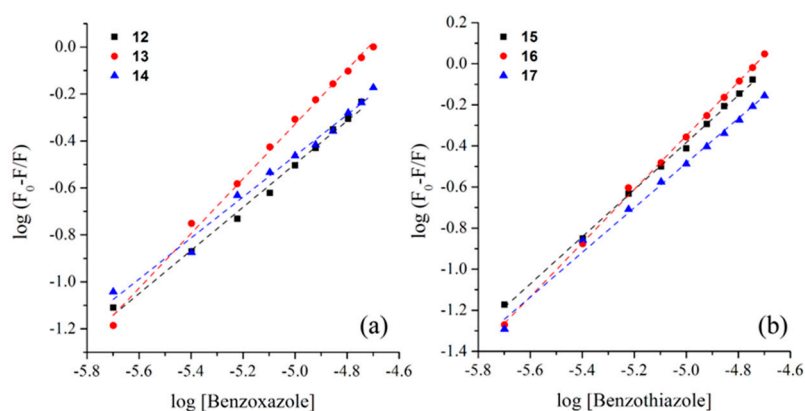 12
13
14
0.0
-0.2
-0.4
-0.6
-0.8
-1.0
-1.2
log (F0-F/F)
(a)
-5.8 -5.6 -5.4 -5.2 -5.0 -4.8 -4.6
log [Benzoxazole]
15
16
17
0.2
0.0
-0.2
-0.4
-0.6
-0.8
-1.0
-1.2
-1.4
log (F0-F/F)
(b)
-5.8 -5.6 -5.4 -5.2 -5.0 -4.8 -4.6
log [Benzothiazole]